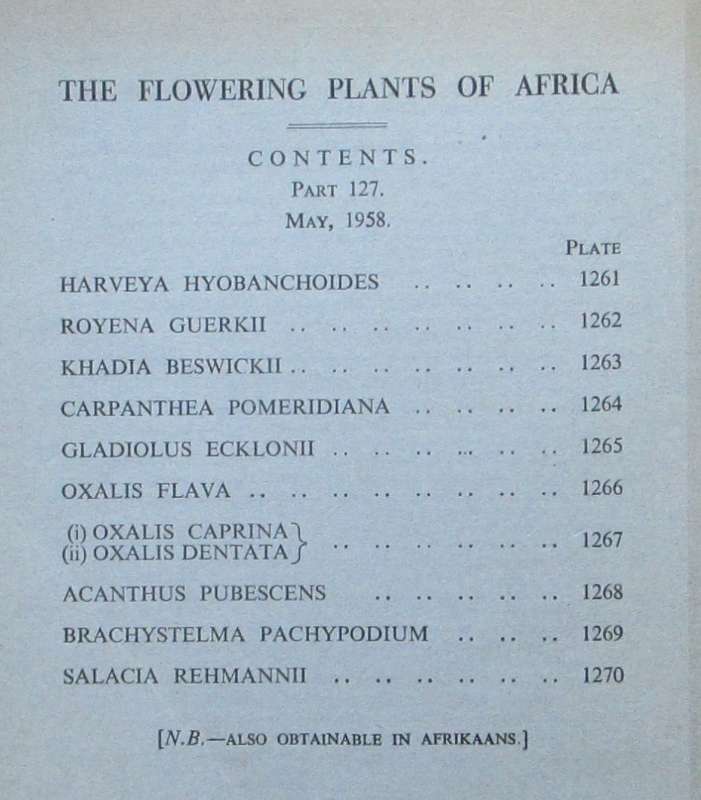 THE FLOWERING PLANTS OF AFRICA
CONTENTS.
PART 127.
MAY, 1958.
PLATE
HARVEYA HYOBANCHOIDES .. .. .. .. 1261
ROYENA GUERKII .. .. .. .. .. .. .. 1262
KHADIA BESWICKII .. .. .. .. .. .. .. 1263
CARPANTHEA POMERIDIANA .. .. .. .. 1264
GLADIOLUS ECKLONII .. .. .. ... .. .. 1265
OXALIS FLAVA .. .. .. .. .. .. .. .. 1266
(i) OXALIS CAPRINA
(ii) OXALIS DENTATA} .. .. .. .. .. .. 1267
ACANTHUS PUBESCENS .. .. .. .. .. 1268
BRACHYSTELMA PACHYPODIUM .. .. .. 1269
SALACIA REHMANNII .. .. .. .. .. .. 1270
[N.B.—ALSO OBTAINABLE IN AFRIKAANS.]